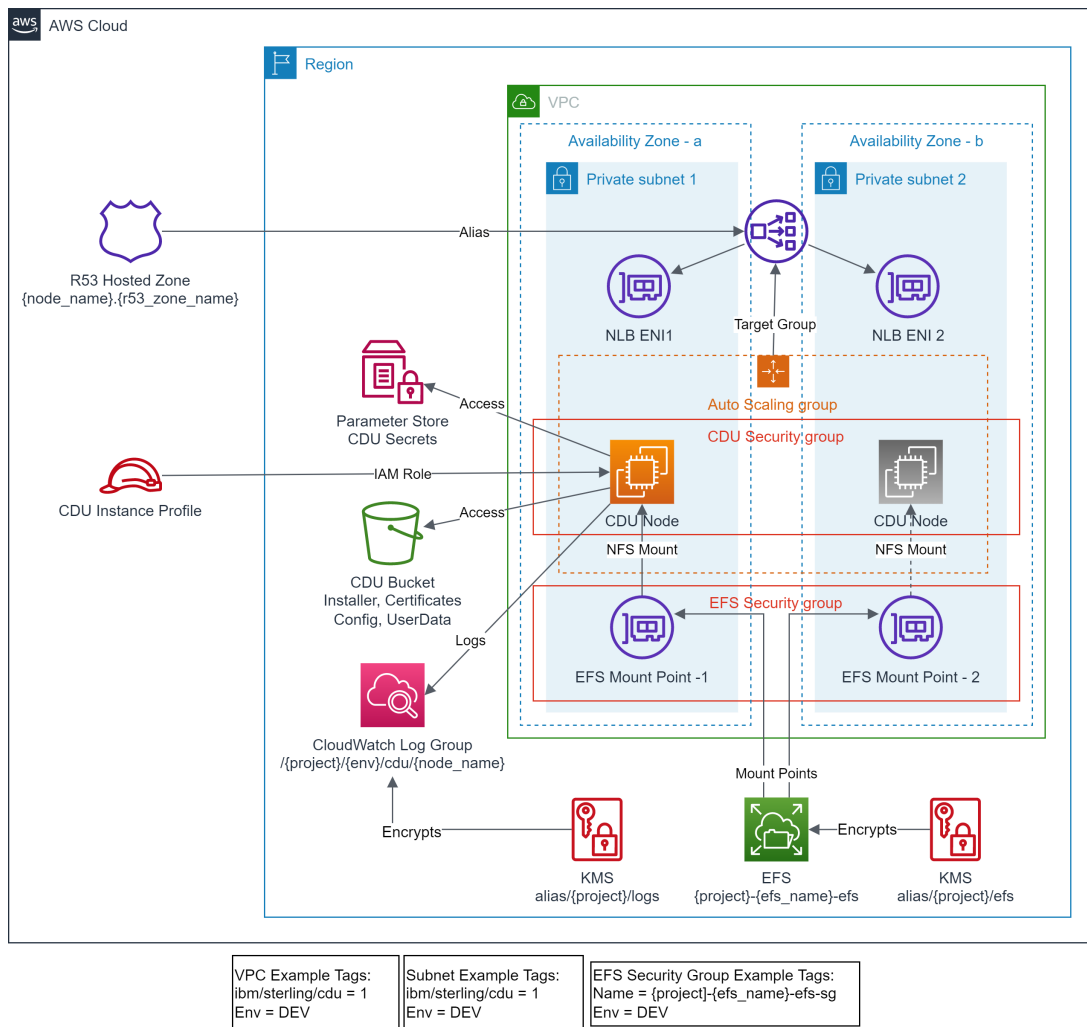 aws
AWS Cloud
Region
VPC
Availability Zone - a
Availability Zone - b
Private subnet 1
Private subnet 2
Alias
R53 Hosted Zone
{node_name}.{r53_zone_name}
NLB ENI1
NLB ENI 2
Target Group
Auto Scaling group
Access
Parameter Store
CDU Secrets
CDU Security group
IAM Role
CDU Instance Profile
Access
CDU Node
CDU Node
NFS Mount
NFS Mount
CDU Bucket
Installer, Certificates
Config, UserData
EFS Security group
Logs
EFS Mount Point -1
EFS Mount Point - 2
CloudWatch Log Group
/{project}/{env}/cdu/{node_name}
Mount Points
Encrypts
Encrypts
KMS
alias/{project}/logs
EFS
{project}-{efs_name}-efs
KMS
alias/{project}/efs
VPC Example Tags:
ibm/sterling/cdu = 1
Env = DEV
Subnet Example Tags:
ibm/sterling/cdu = 1
Env = DEV
EFS Security Group Example Tags:
Name = {project]-{efs_name}-efs-sg
Env = DEV